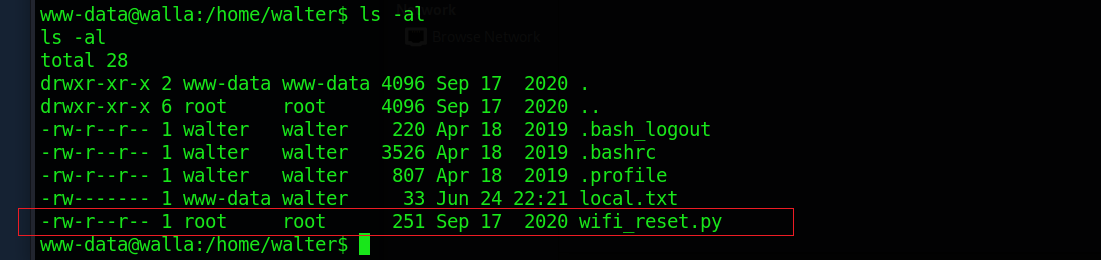 Network
www-data@walla:/home/walter$ ls -al
ls -al
Browse Network
total 28
drwxr-xr-x 2 www-data www-data 4096 Sep 17  2020 .
drwxr-xr-x 6 root     root     4096 Sep 17  2020 ..
-rw-r--r-- 1 walter   walter    220 Apr 18  2019 .bash_logout
-rw-r--r-- 1 walter   walter   3526 Apr 18  2019 .bashrc
-rw-r--r-- 1 walter   walter    807 Apr 18  2019 .profile
-rw------- 1 www-data walter     33 Jun 24 22:21 local.txt
-rw-r--r-- 1 root     root      251 Sep 17  2020 wifi_reset.py
www-data@walla:/home/walter$